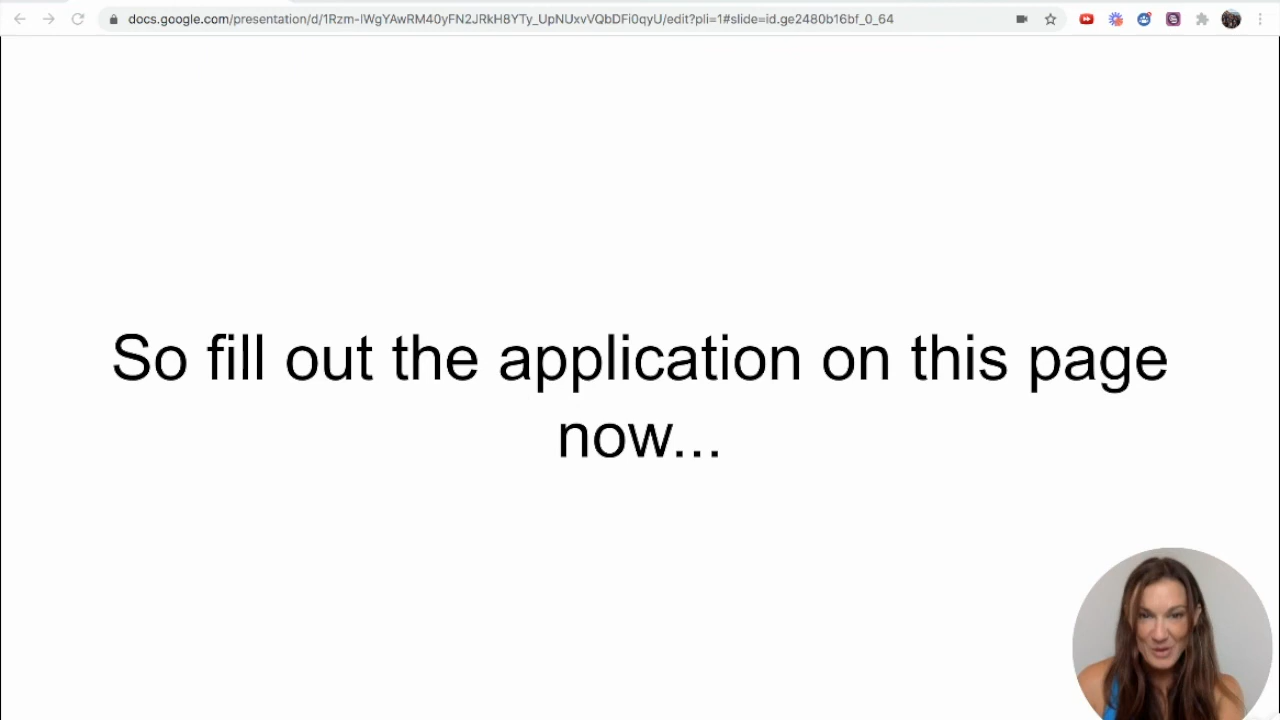 docs.google.com/presentation/d/1Rzm-IWgYAwRM40yFN2JRkH8YTy_UpNUxvVQbDFi0qyU/edit?pli=1#slide=id.ge2480b16bf_0_64
So fill out the application on this page
now...